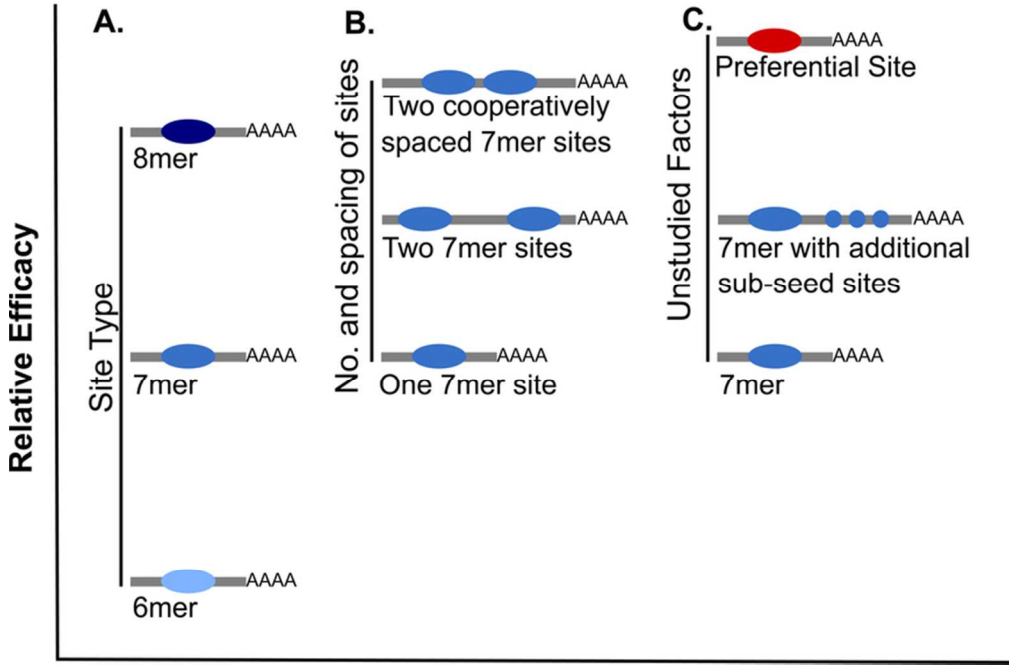 Relative Efficacy
A.
Site Type
AAAA
8mer
AAAA
7mer
AAAA
6mer
B.
No. and spacing of sites
AAAA
Two cooperatively
spaced 7mer sites
AAAA
Two 7mer sites
AAAA
One 7mer site
C.
Unstudied Factors
AAAA
Preferential Site
AAAA
7mer with additional
sub-seed sites
AAAA
7mer